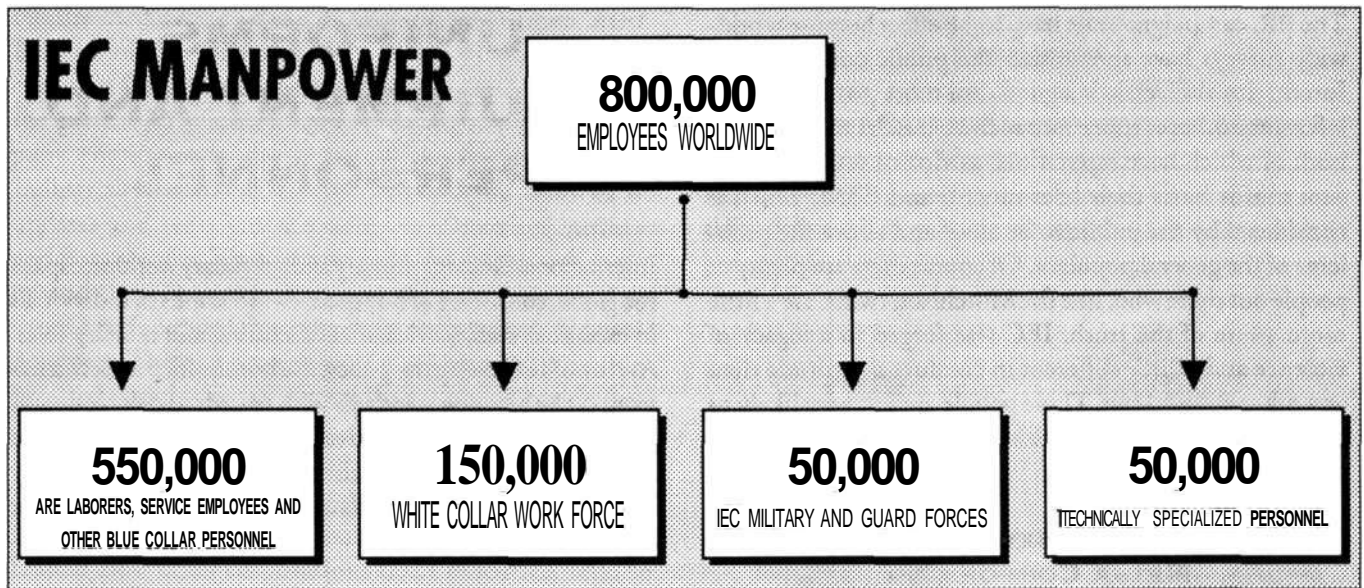 IEC MANPOWER
800,000
EMPLOYEES WORLDWIDE
550,000
ARE LABORERS, SERVICE EMPLOYEES AND
OTHER BLUE COLLAR PERSONNEL
150,000
WHITE COLLAR WORK FORCE
50,000
IEC MILITARY AND GUARD FORCES
50,000
TTECHNICALLY SPECIALIZED PERSONNEL